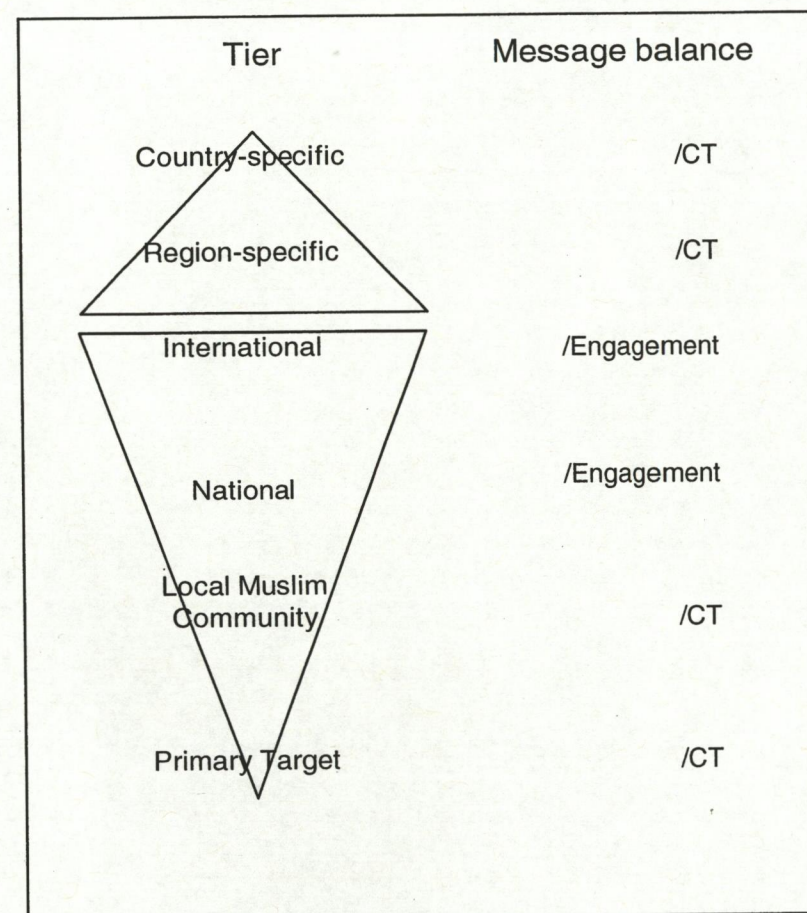 Tier Message balance
Country-specific /CT
Region-specific /CT
International /Engagement
National /Engagement
Local Muslim
Community /CT
Primary Target /CT